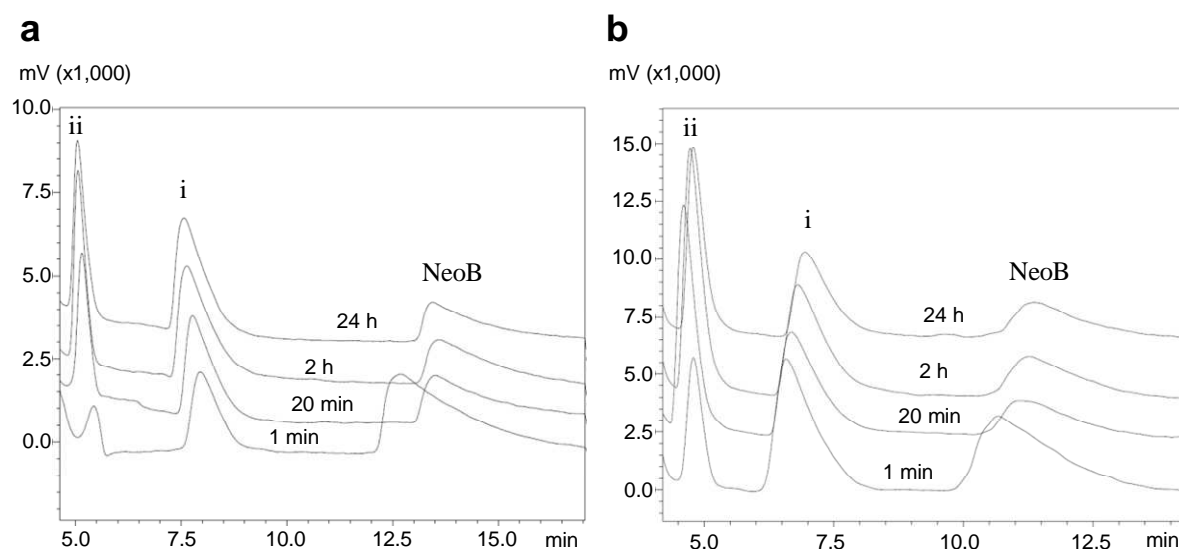 a
mV (x1,000)
10.0
7.5
5.0
2.5
0.0
ii
i
NeoB
24 h
2 h
20 min
1 min
5.0 7.5 10.0 12.5 15.0 min
b
mV (x1,000)
15.0
12.5
10.0
7.5
5.0
2.5
0.0
ii
i
NeoB
24 h
2 h
20 min
1 min
5.0 7.5 10.0 12.5 min